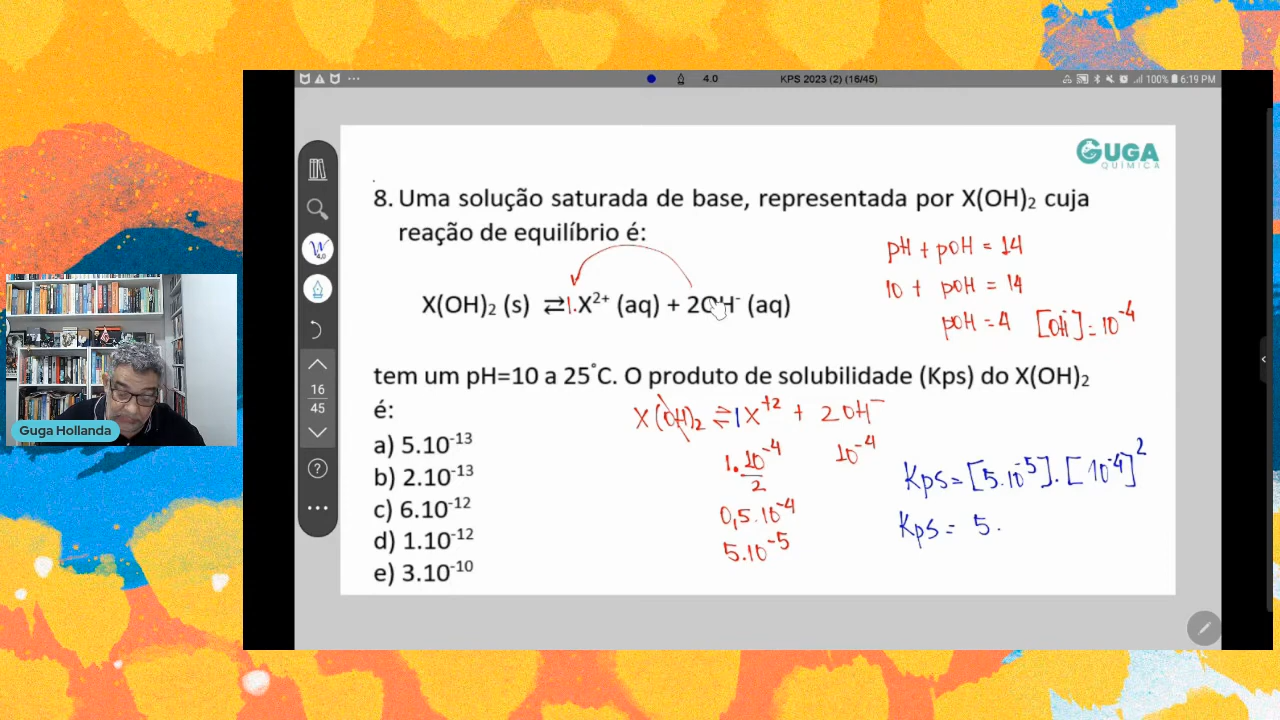 4.0
KPS 2023 (2) (16/45)
100% 6:19 PM
GUGA
QUÍMICA
8. Uma solução saturada de base, representada por X(OH)₂ cuja
reação de equilíbrio é:
X(OH)₂ (s) ⇄ 1.X²⁺ (aq) + 2OH⁻ (aq)
pH + pOH = 14
10 + pOH = 14
pOH = 4 [OH⁻] = 10⁻⁴
tem um pH=10 a 25°C. O produto de solubilidade (Kps) do X(OH)₂
é:
a) 5.10⁻¹³
b) 2.10⁻¹³
c) 6.10⁻¹²
d) 1.10⁻¹²
e) 3.10⁻¹⁰
X(OH)₂ ⇄ 1X⁺² + 2OH⁻
1.10⁻⁴/2 10⁻⁴
0,5.10⁻⁴
5.10⁻⁵
Kps = [5.10⁻⁵].[10⁻⁴]²
Kps = 5.
4.0
16
45
Guga Hollanda